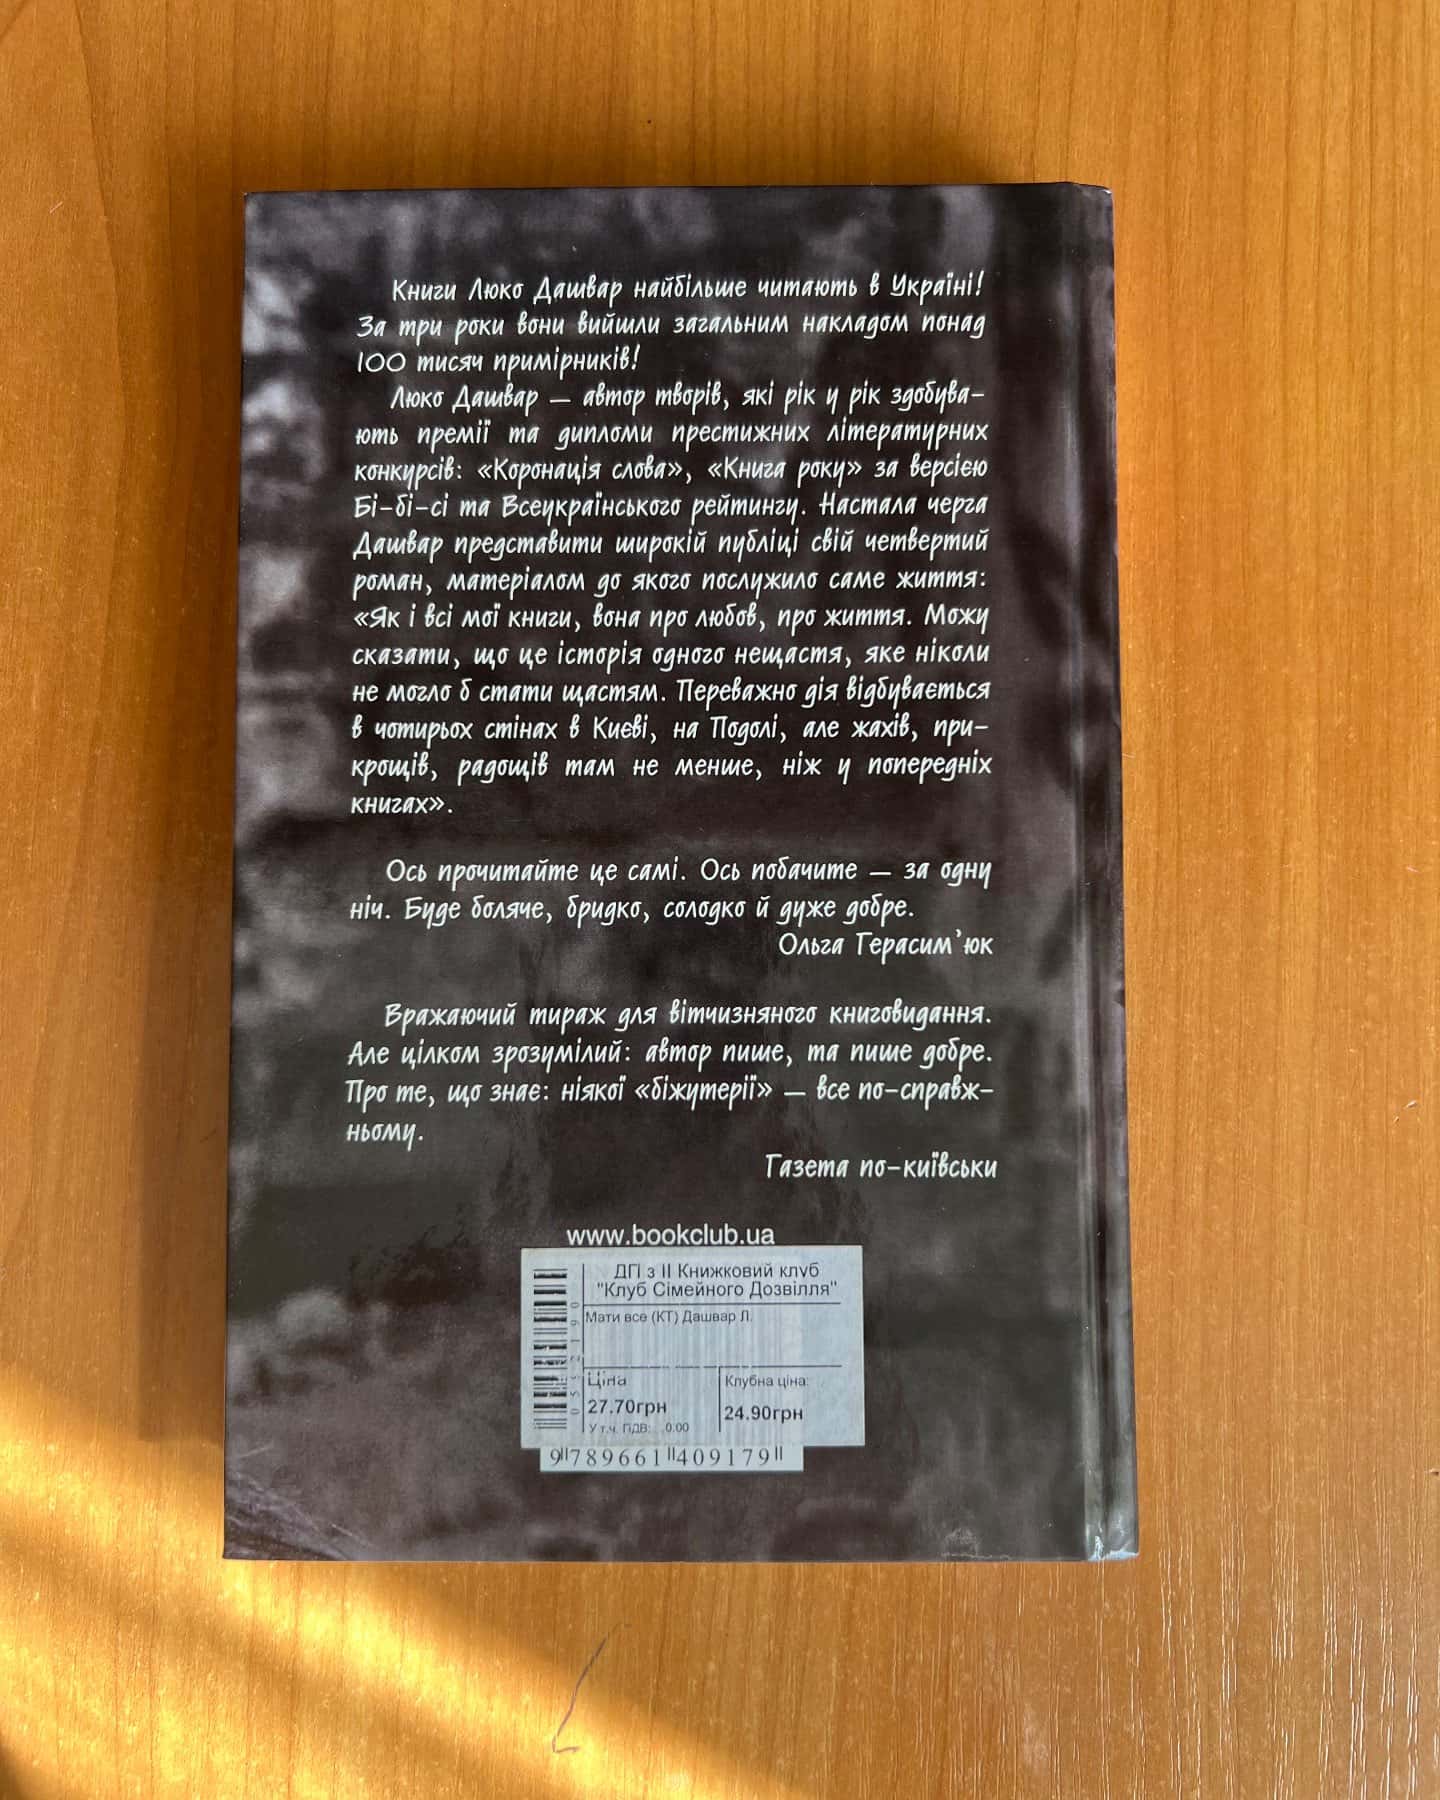 Книги Люко Дашвар найбільше читають в Україні!
За три роки вони вийшли загальним накладом понад
100 тисяч примірників!
Люко Дашвар — автор творів, які рік у рік здобува-
ють премії та дипломи престижних літературних
конкурсів: «Коронація слова», «Книга року» за версією
Бі-бі-сі та Всеукраїнського рейтингу. Настала черга
Дашвар представити широкій публіці свій четвертий
роман, матеріалом до якого послужило саме життя:
«Як і всі мої книги, вона про любов, про життя. Можу
сказати, що це історія одного нещастя, яке ніколи
не могло б стати щастям. Переважно дія відбувається
в чотирьох стінах в Києві, на Подолі, але жахів, при-
крощів, радощів там не менше, ніж у попередніх
книгах».
Ось прочитайте це самі. Ось побачите — за одну
ніч. Буде боляче, бридко, солодко й дуже добре.
Ольга Герасим'юк
Вражаючий тираж для вітчизняного книговидання.
Але цілком зрозумілий: автор пише, та пише добре.
Про те, що знає: ніякої «біжутерії» — все по-справж-
ньому.
Газета по-київськи
www.bookclub.ua
ДП з ІІ Книжковий клуб
"Клуб Сімейного Дозвілля"
Мати все (КТ) Дашвар Л.
Ціна
Клубна ціна:
27.70грн
24.90грн
У т.ч. ПДВ: 0.00
9 789661 409179